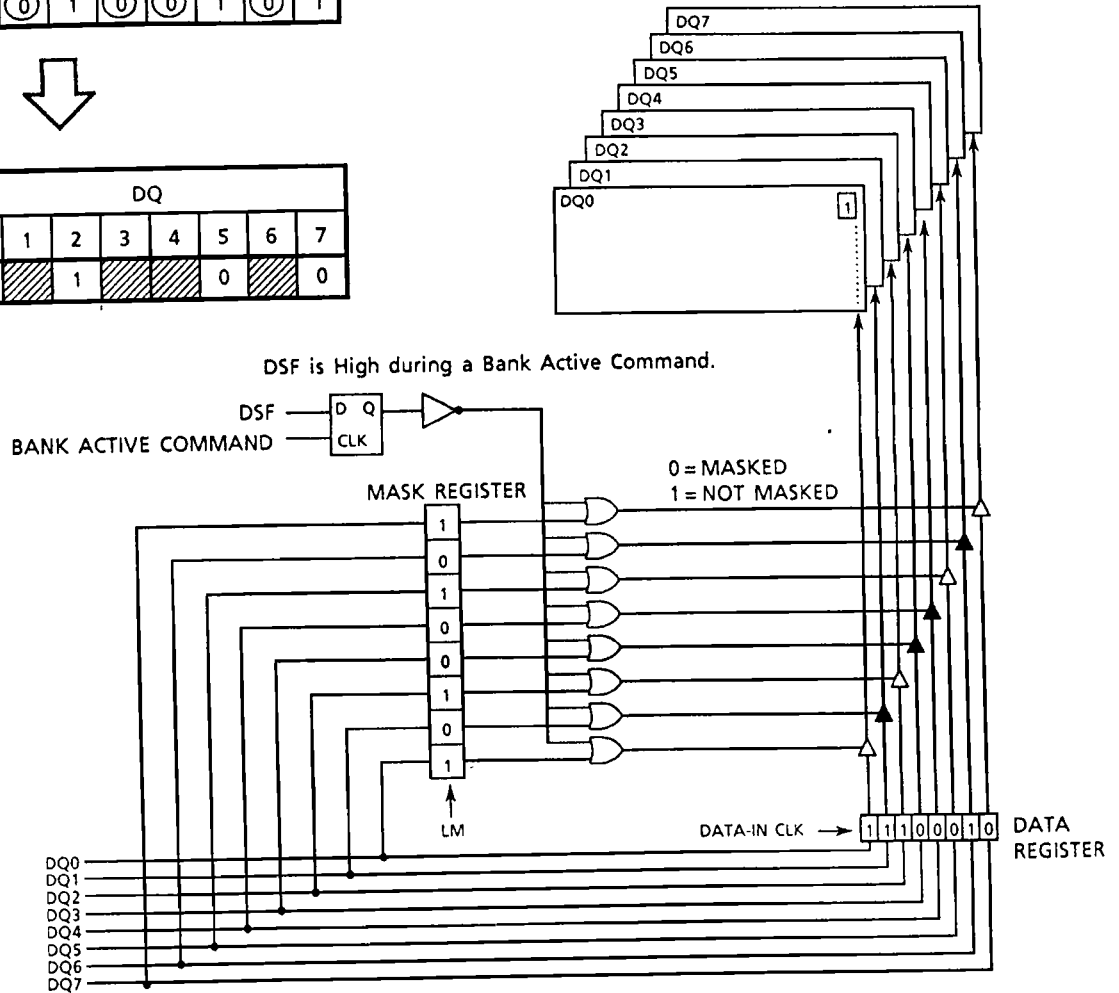 0 1 0 0 1 0 1
DQ7
DQ6
DQ5
DQ4
DQ3
DQ2
DQ1
DQ0
1
DQ
1 2 3 4 5 6 7
1 0 0
DSF is High during a Bank Active Command.
DSF
D Q
BANK ACTIVE COMMAND
CLK
0 = MASKED
1 = NOT MASKED
MASK REGISTER
1
0
1
0
0
1
0
1
LM
DATA-IN CLK
1 1 1 0 0 0 1 0
DATA
REGISTER
DQ0
DQ1
DQ2
DQ3
DQ4
DQ5
DQ6
DQ7